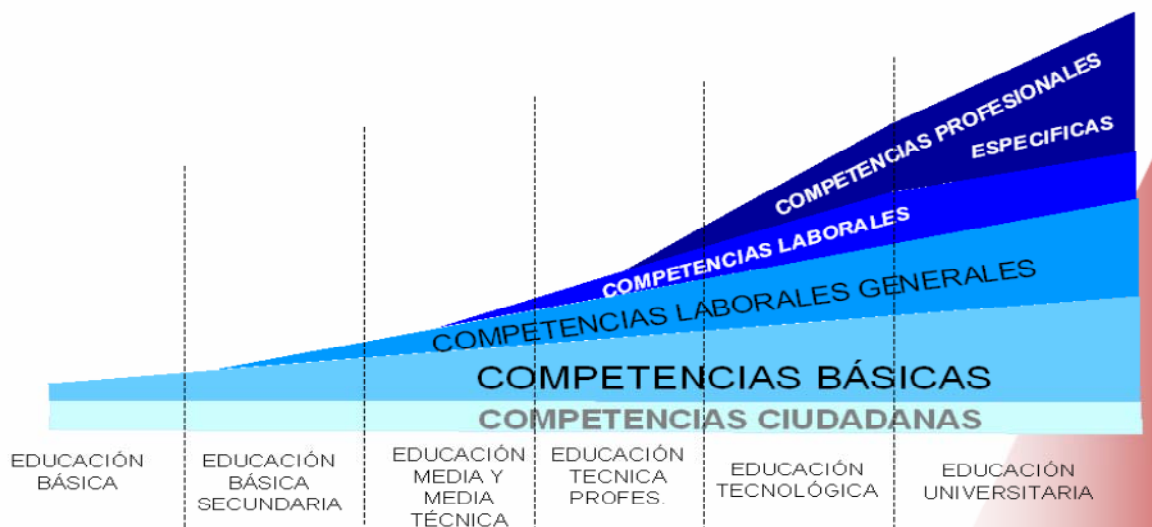 COMPETENCIAS PROFESIONALES
ESPECIFICAS
COMPETENCIAS LABORALES
COMPETENCIAS LABORALES GENERALES
COMPETENCIAS BÁSICAS
COMPETENCIAS CIUDADANAS
EDUCACIÓN
BÁSICA
EDUCACIÓN
BÁSICA
SECUNDARIA
EDUCACIÓN
MEDIA Y
MEDIA
TÉCNICA
EDUCACIÓN
TECNICA
PROFES.
EDUCACIÓN
TECNOLÓGICA
EDUCACIÓN
UNIVERSITARIA